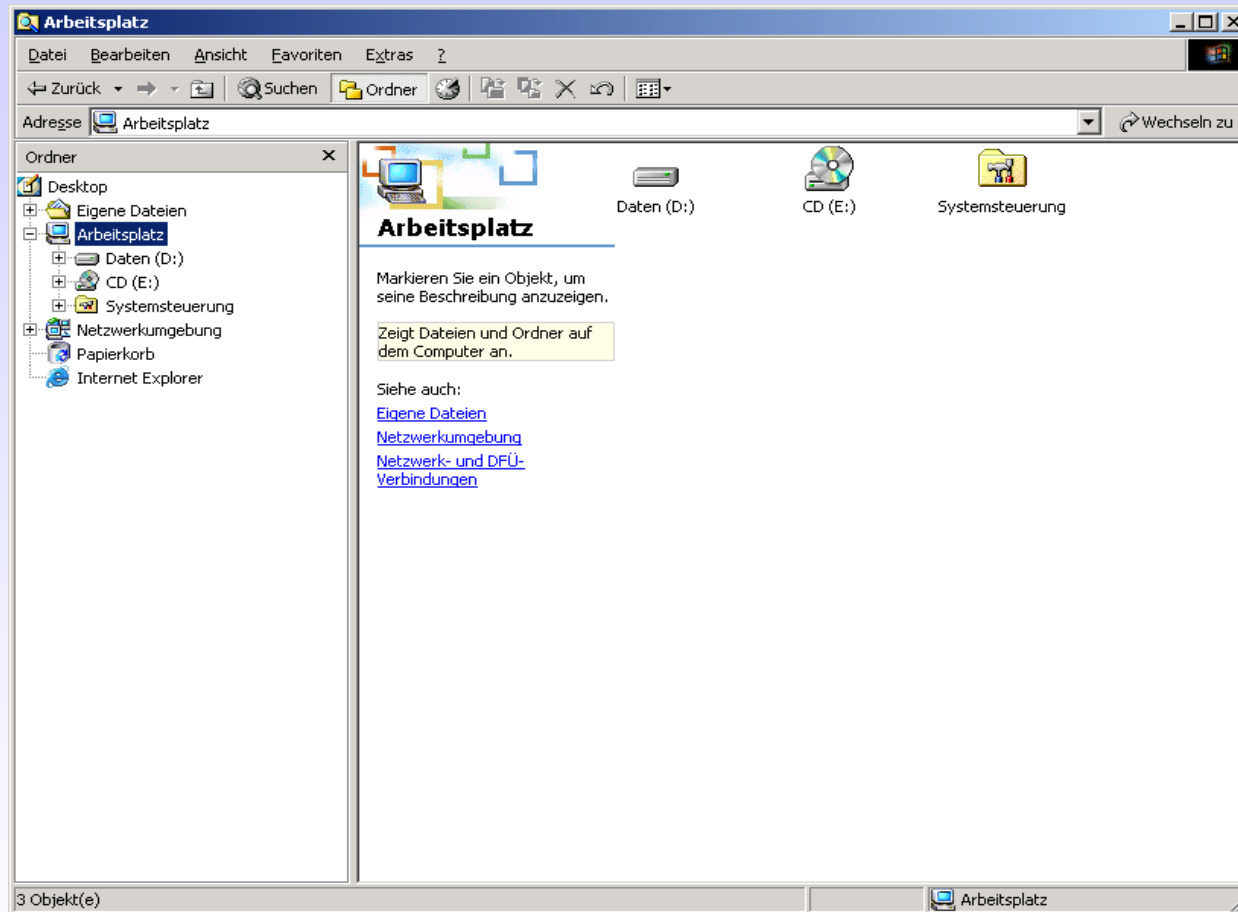 Arbeitsplatz
Datei Bearbeiten Ansicht Favoriten Extras ?
Zurück Suchen Ordner
Adresse Arbeitsplatz Wechseln zu
Ordner
Desktop
Eigene Dateien
Arbeitsplatz
Daten (D:)
CD (E:)
Systemsteuerung
Netzwerkumgebung
Papierkorb
Internet Explorer
Arbeitsplatz
Markieren Sie ein Objekt, um
seine Beschreibung anzuzeigen.
Zeigt Dateien und Ordner auf
dem Computer an.
Siehe auch:
Eigene Dateien
Netzwerkumgebung
Netzwerk- und DFÜ-
Verbindungen
Daten (D:) CD (E:) Systemsteuerung
3 Objekt(e) Arbeitsplatz